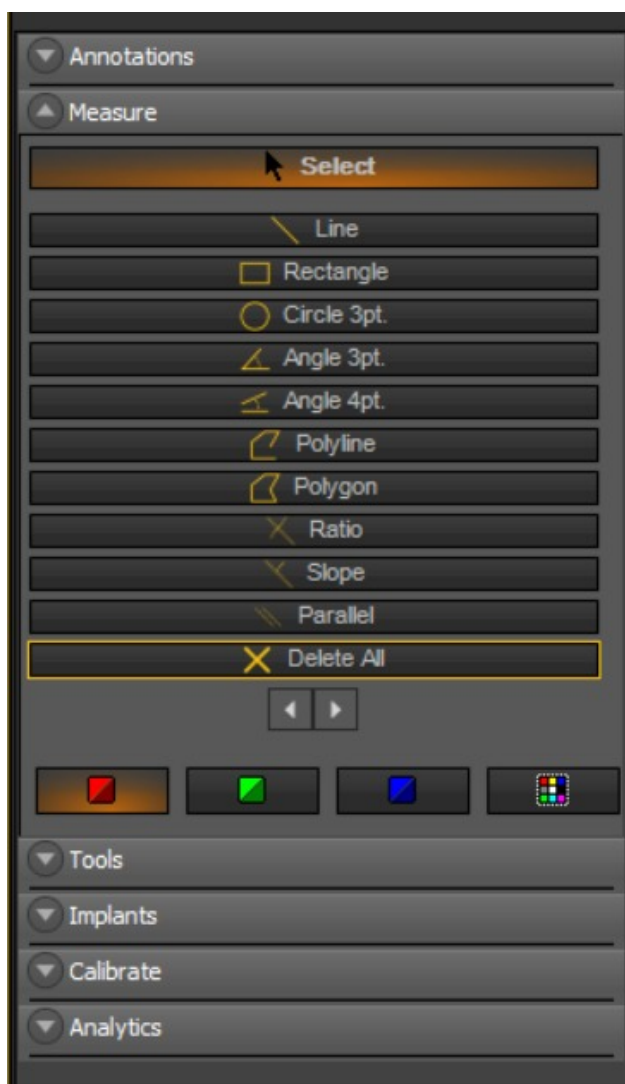 Annotations
Measure
Select
Line
Rectangle
Circle 3pt.
Angle 3pt.
Angle 4pt.
Polyline
Polygon
Ratio
Slope
Parallel
Delete All
Tools
Implants
Calibrate
Analytics